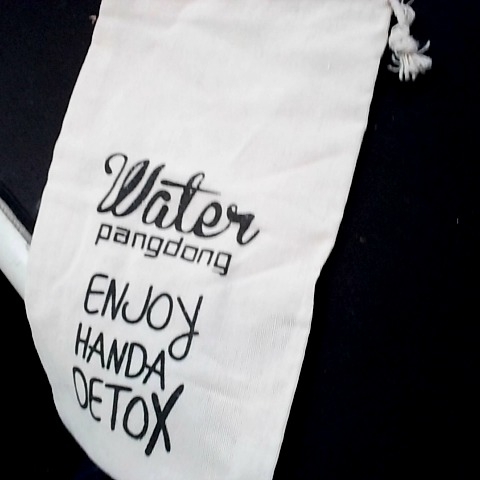 Water
pangdong
ENJOY
HANDA
DETOX